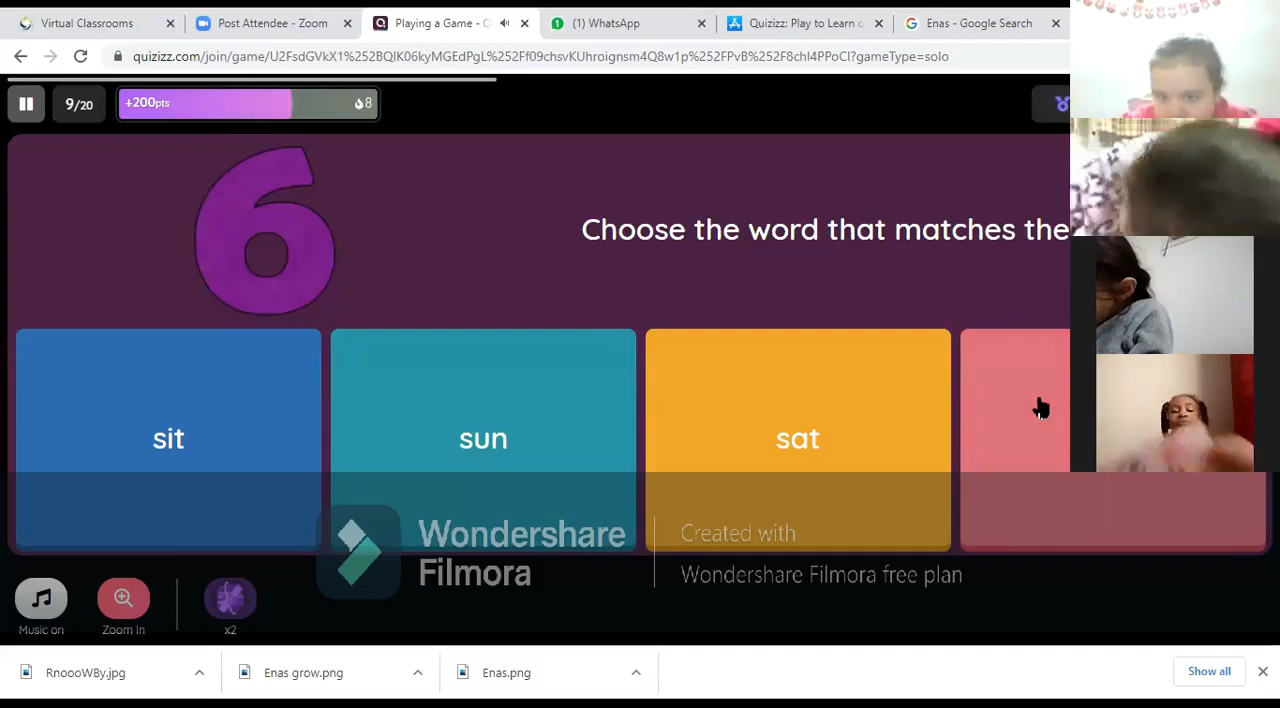 Virtual Classrooms
Post Attendee - Zoom
Playing a Game - Q
(1) WhatsApp
Quizizz: Play to Learn o
Enas - Google Search
quizizz.com/join/game/U2FsdGVkX1%252BQlK06kyMGEdPgL%252Ff09chsvKUhroignsm4Q8w1p%252FPvB%252F8chl4PPoCl?gameType=solo
9/20
+200pts
8
6
Choose the word that matches the
sit
sun
sat
Wondershare
Filmora
Created with
Wondershare Filmora free plan
Music on
Zoom In
x2
RnoooWBy.jpg
Enas grow.png
Enas.png
Show all